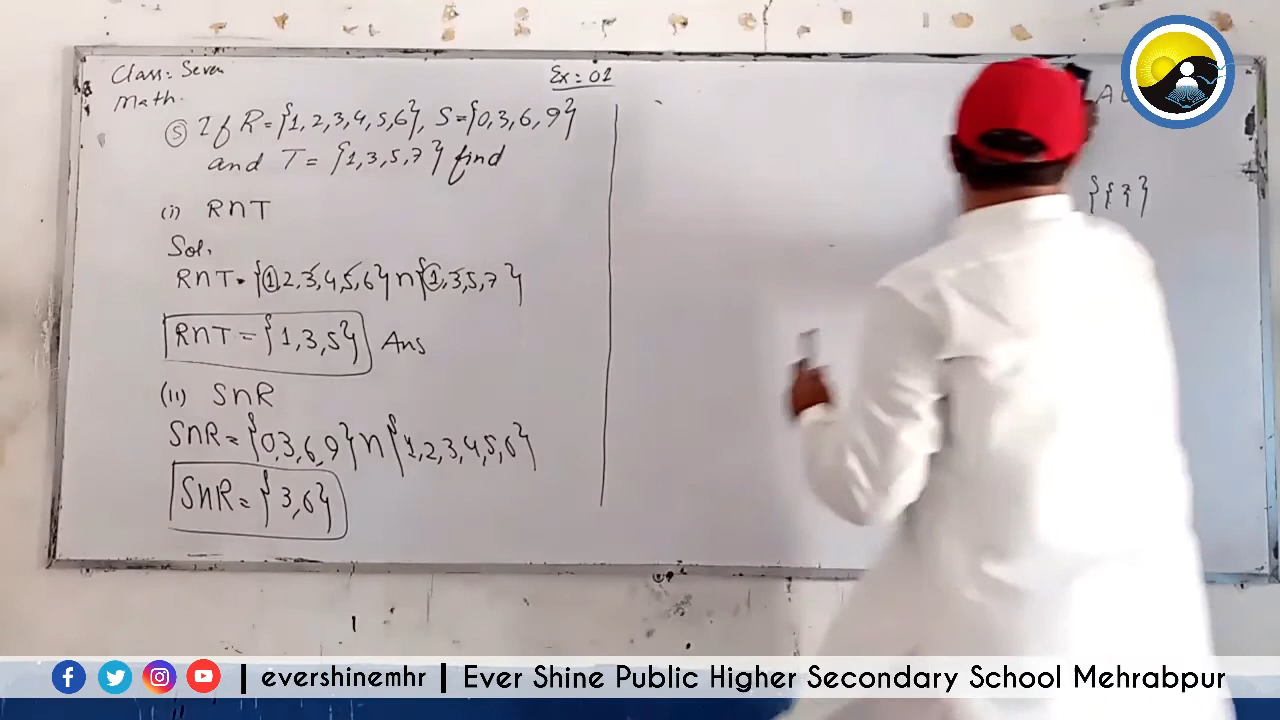 Class: Seven
Math.
Ex: 01
(5) If R={1,2,3,4,5,6}, S={0,3,6,9}
and T={1,3,5,7} find
(i) R∩T
Sol.
R∩T={1,2,3,4,5,6}∩{1,3,5,7}
R∩T={1,3,5} Ans
(ii) S∩R
S∩R={0,3,6,9}∩{1,2,3,4,5,6}
S∩R={3,6}
| evershinemhr | Ever Shine Public Higher Secondary School Mehrabpur